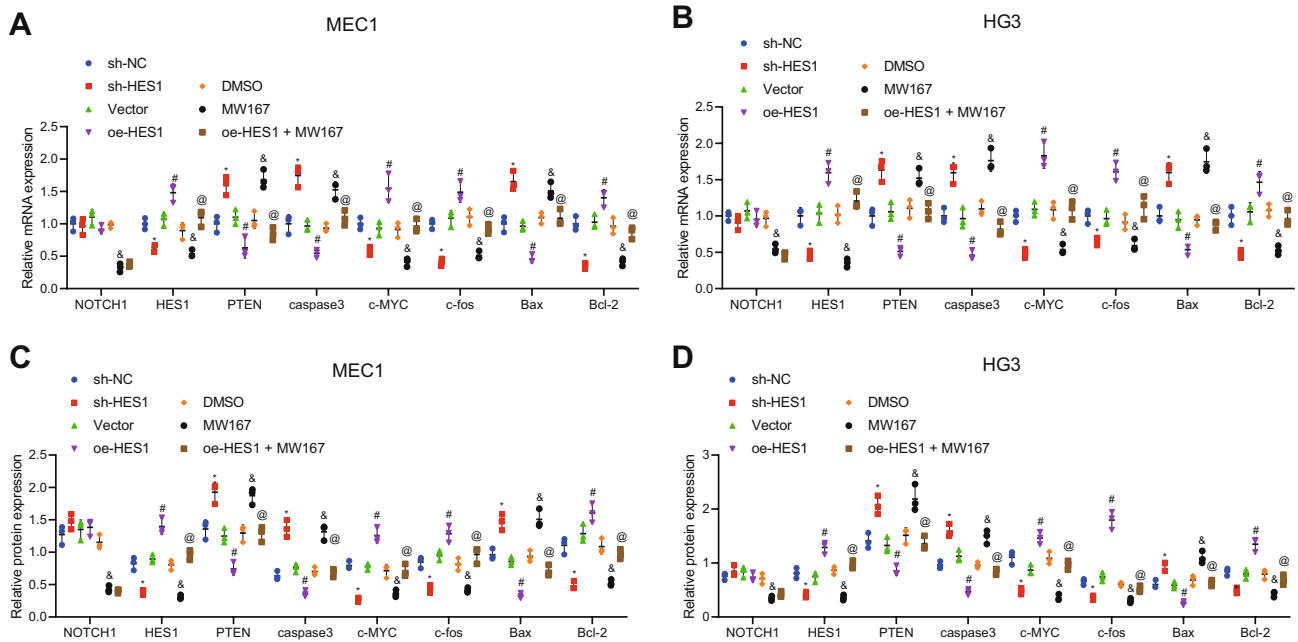 A
MEC1
sh-NC
sh-HES1
Vector
oe-HES1
DMSO
MW167
oe-HES1 + MW167
Relative mRNA expression
2.5
2.0
1.5
1.0
0.5
0.0
* # & @
NOTCH1 HES1 PTEN caspase3 c-MYC c-fos Bax Bcl-2
B
HG3
sh-NC
sh-HES1
Vector
oe-HES1
DMSO
MW167
oe-HES1 + MW167
Relative mRNA expression
2.5
2.0
1.5
1.0
0.5
0.0
* # & @
NOTCH1 HES1 PTEN caspase3 c-MYC c-fos Bax Bcl-2
C
MEC1
sh-NC
sh-HES1
Vector
oe-HES1
DMSO
MW167
oe-HES1 + MW167
Relative protein expression
2.5
2.0
1.5
1.0
0.5
0.0
* # & @
NOTCH1 HES1 PTEN caspase3 c-MYC c-fos Bax Bcl-2
D
HG3
sh-NC
sh-HES1
Vector
oe-HES1
DMSO
MW167
oe-HES1 + MW167
Relative protein expression
3
2
1
0
* # & @
NOTCH1 HES1 PTEN caspase3 c-MYC c-fos Bax Bcl-2